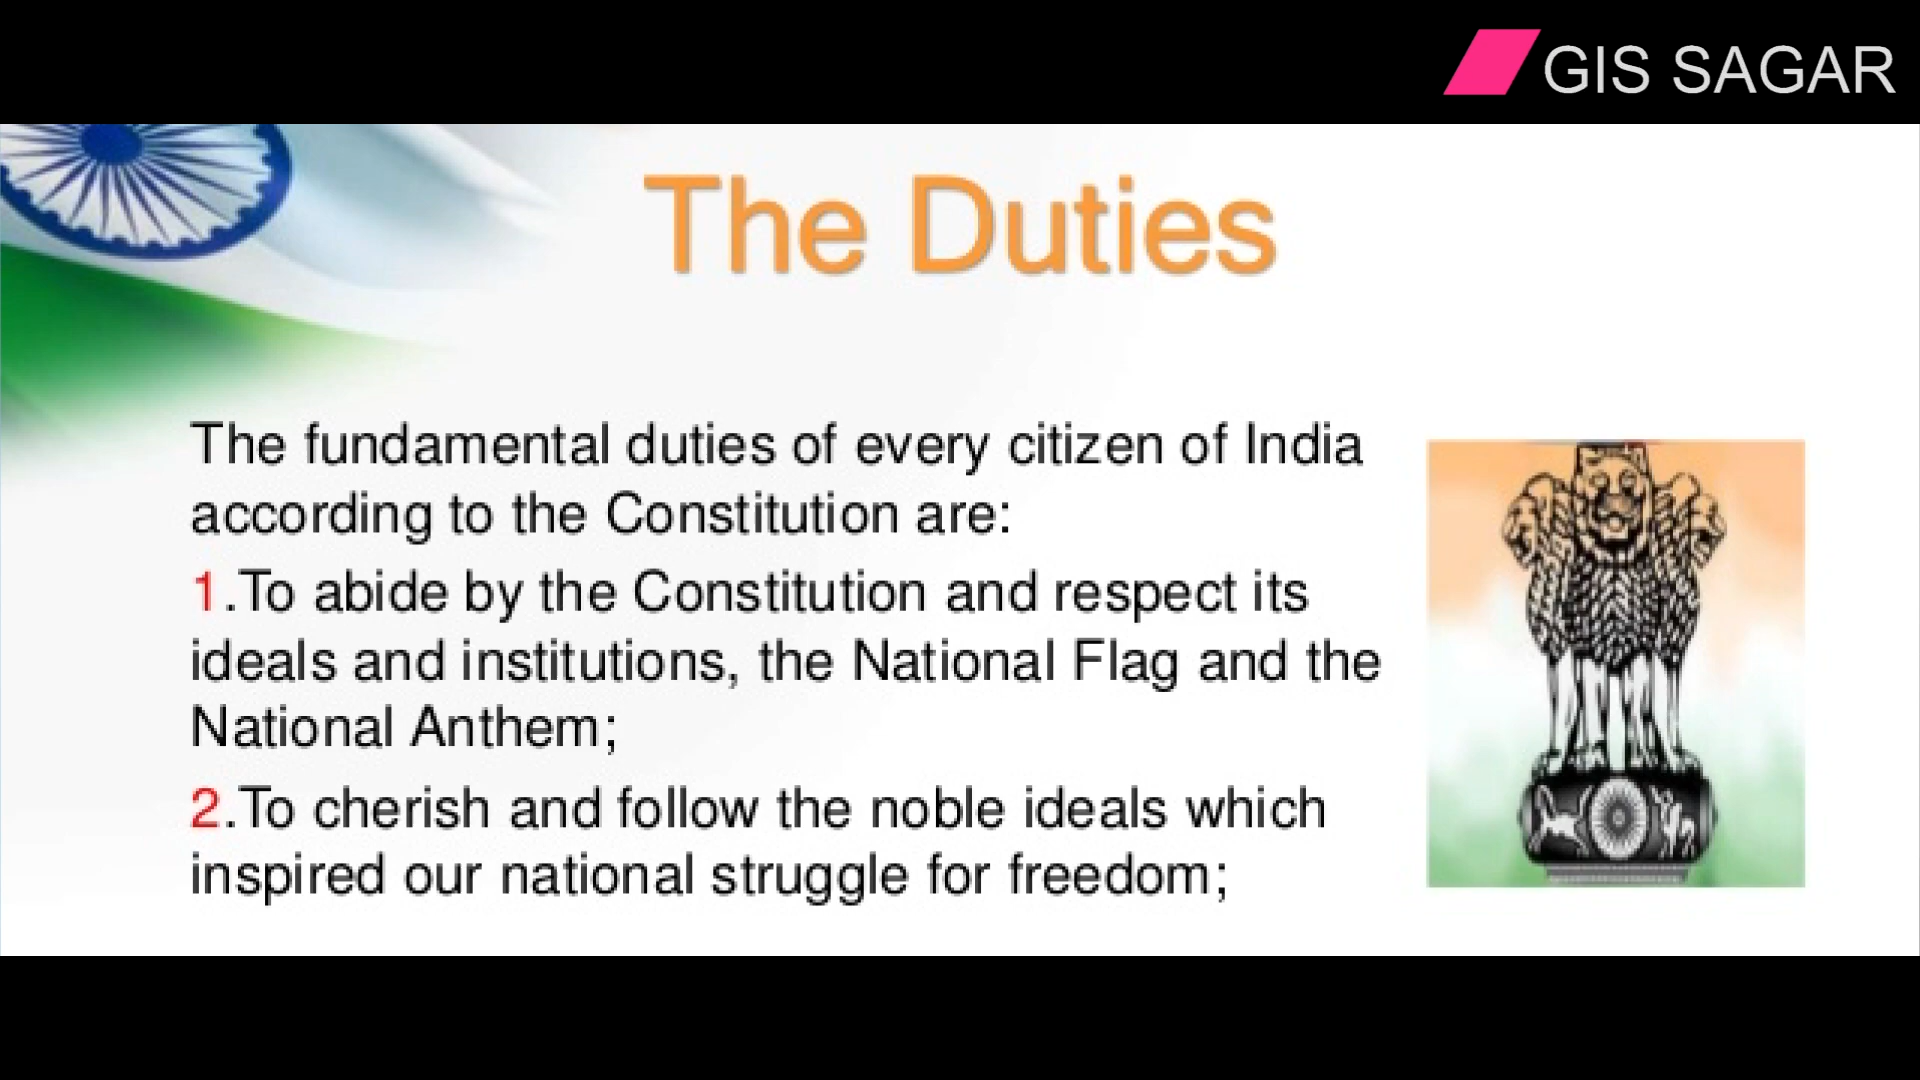 GIS SAGAR
The Duties
The fundamental duties of every citizen of India
according to the Constitution are:
1.To abide by the Constitution and respect its
ideals and institutions, the National Flag and the
National Anthem;
2.To cherish and follow the noble ideals which
inspired our national struggle for freedom;